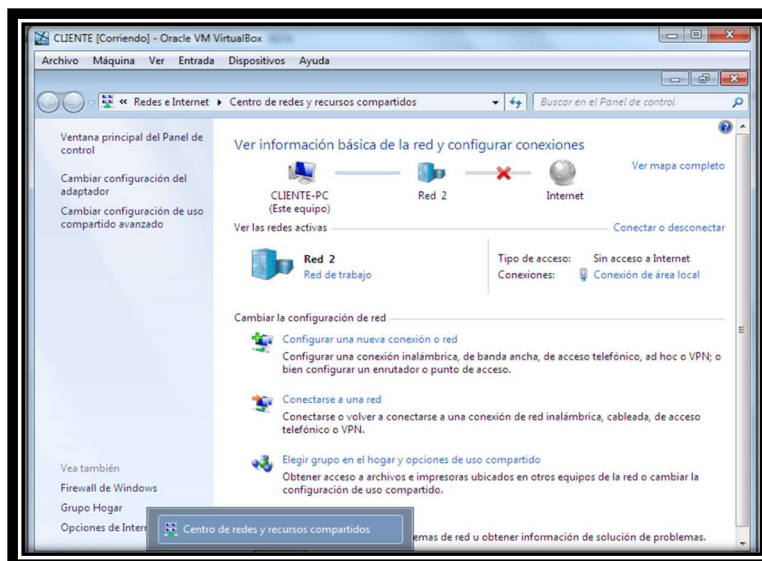 CLIENTE [Corriendo] - Oracle VM VirtualBox
Archivo Máquina Ver Entrada Dispositivos Ayuda
« Redes e Internet Centro de redes y recursos compartidos
Buscar en el Panel de control
Ventana principal del Panel de
control
Cambiar configuración del
adaptador
Cambiar configuración de uso
compartido avanzado
Vea también
Firewall de Windows
Grupo Hogar
Opciones de Inter
Ver información básica de la red y configurar conexiones
Ver mapa completo
CLIENTE-PC
(Este equipo)
Red 2
Internet
Ver las redes activas
Conectar o desconectar
Red 2
Red de trabajo
Tipo de acceso: Sin acceso a Internet
Conexiones: Conexión de área local
Cambiar la configuración de red
Configurar una nueva conexión o red
Configurar una conexión inalámbrica, de banda ancha, de acceso telefónico, ad hoc o VPN; o
bien configurar un enrutador o punto de acceso.
Conectarse a una red
Conectarse o volver a conectarse a una conexión de red inalámbrica, cableada, de acceso
telefónico o VPN.
Elegir grupo en el hogar y opciones de uso compartido
Obtener acceso a archivos e impresoras ubicados en otros equipos de la red o cambiar la
configuración de uso compartido.
Centro de redes y recursos compartidos
emas de red u obtener información de solución de problemas.